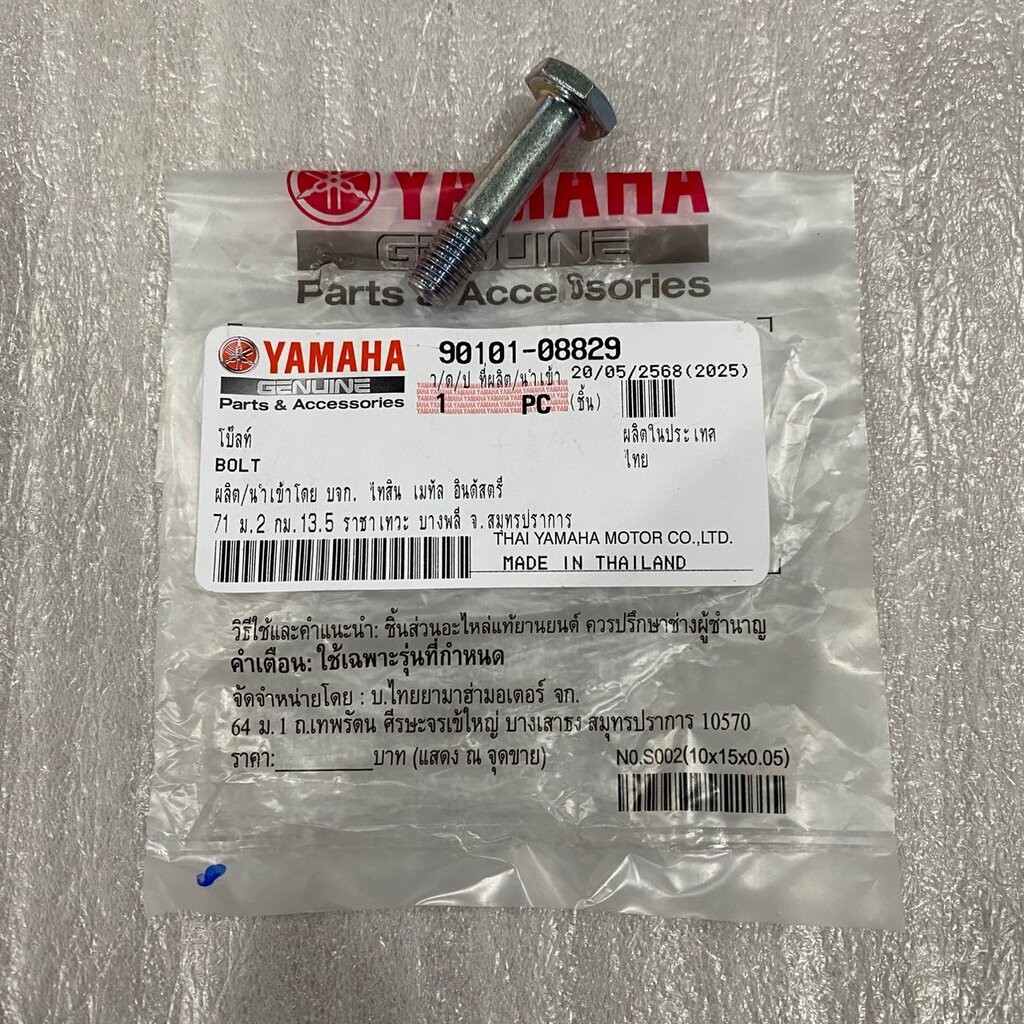 YAMAHA
GENUINE
Parts & Accessories
YAMAHA
GENUINE
Parts & Accessories
90101-08829
ว/ด/ป ที่ผลิต/นำเข้า 20/05/2568(2025)
1 PC (ชิ้น)
โบ๊ลท์
BOLT
ผลิตในประเทศ
ไทย
ผลิต/นำเข้าโดย บจก. ไทสิน เมทัล อินดัสตรี่
71 ม.2 กม.13.5 ราชาเทวะ บางพลี จ.สมุทรปราการ
THAI YAMAHA MOTOR CO.,LTD.
MADE IN THAILAND
วิธีใช้และคำแนะนำ: ชิ้นส่วนอะไหล่แท้ยานยนต์ ควรปรึกษาช่างผู้ชำนาญ
คำเตือน: ใช้เฉพาะรุ่นที่กำหนด
จัดจำหน่ายโดย : บ.ไทยยามาฮ่ามอเตอร์ จก.
64 ม.1 ถ.เทพรัตน ศีรษะจรเข้ใหญ่ บางเสาธง สมุทรปราการ 10570
ราคา:________บาท (แสดง ณ จุดขาย)
NO.S002(10x15x0.05)